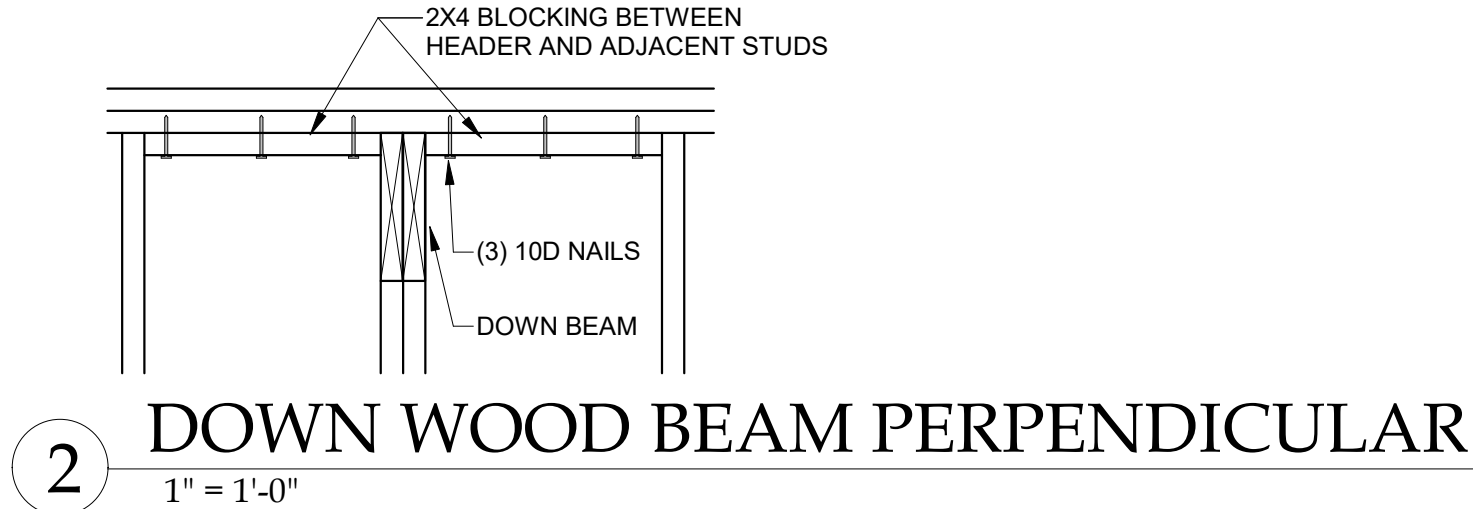 2X4 BLOCKING BETWEEN
HEADER AND ADJACENT STUDS
(3) 10D NAILS
DOWN BEAM
2
DOWN WOOD BEAM PERPENDICULAR
1" = 1'-0"